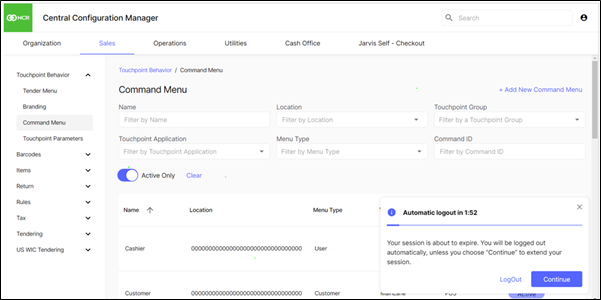 NCR
Central Configuration Manager
Search
Organization
Sales
Operations
Utilities
Cash Office
Jarvis Self - Checkout
Touchpoint Behavior
Tender Menu
Branding
Command Menu
Touchpoint Parameters
Barcodes
Items
Return
Rules
Tax
Tendering
US WIC Tendering
Touchpoint Behavior / Command Menu
Command Menu
+ Add New Command Menu
Name
Location
Touchpoint Group
Filter by Name
Filter by Location
Filter by a Touchpoint Group
Touchpoint Application
Menu Type
Command ID
Filter by Touchpoint Application
Filter by Menu Type
Filter by Command ID
Active Only
Clear
Name
Location
Menu Type
Cashier
00000000000000000000000000000000
User
Customer
00000000000000000000000000000000
Customer
Automatic logout in 1:52
Your session is about to expire. You will be logged out
automatically, unless you choose "Continue" to extend your
session.
LogOut
Continue